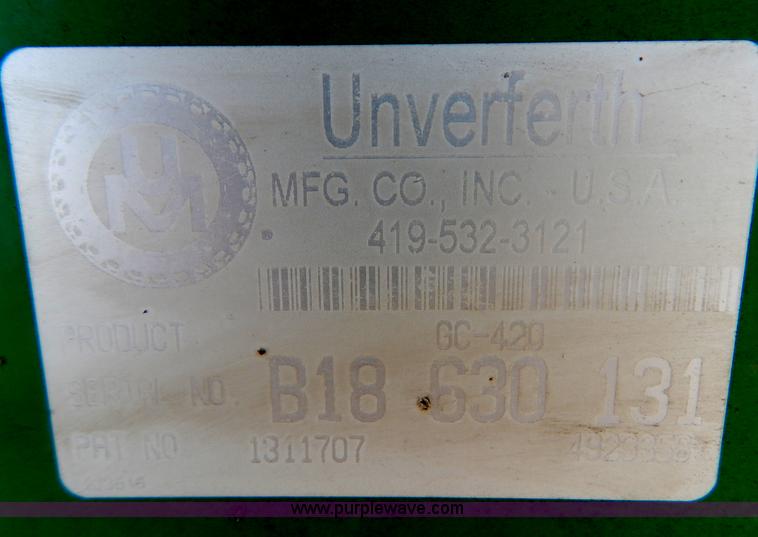 UM
Unverferth
MFG. CO., INC. U.S.A.
419-532-3121
PRODUCT GC-420
SERIAL NO. B18 630 131
PAT NO 1311707
www.purplewave.com